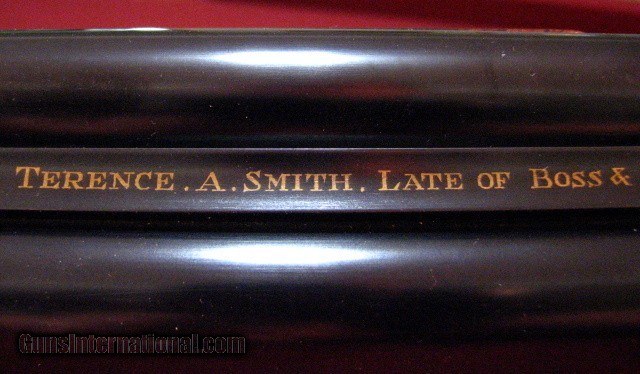 TERENCE . A . SMITH . LATE OF BOSS &
GunsInternational.com